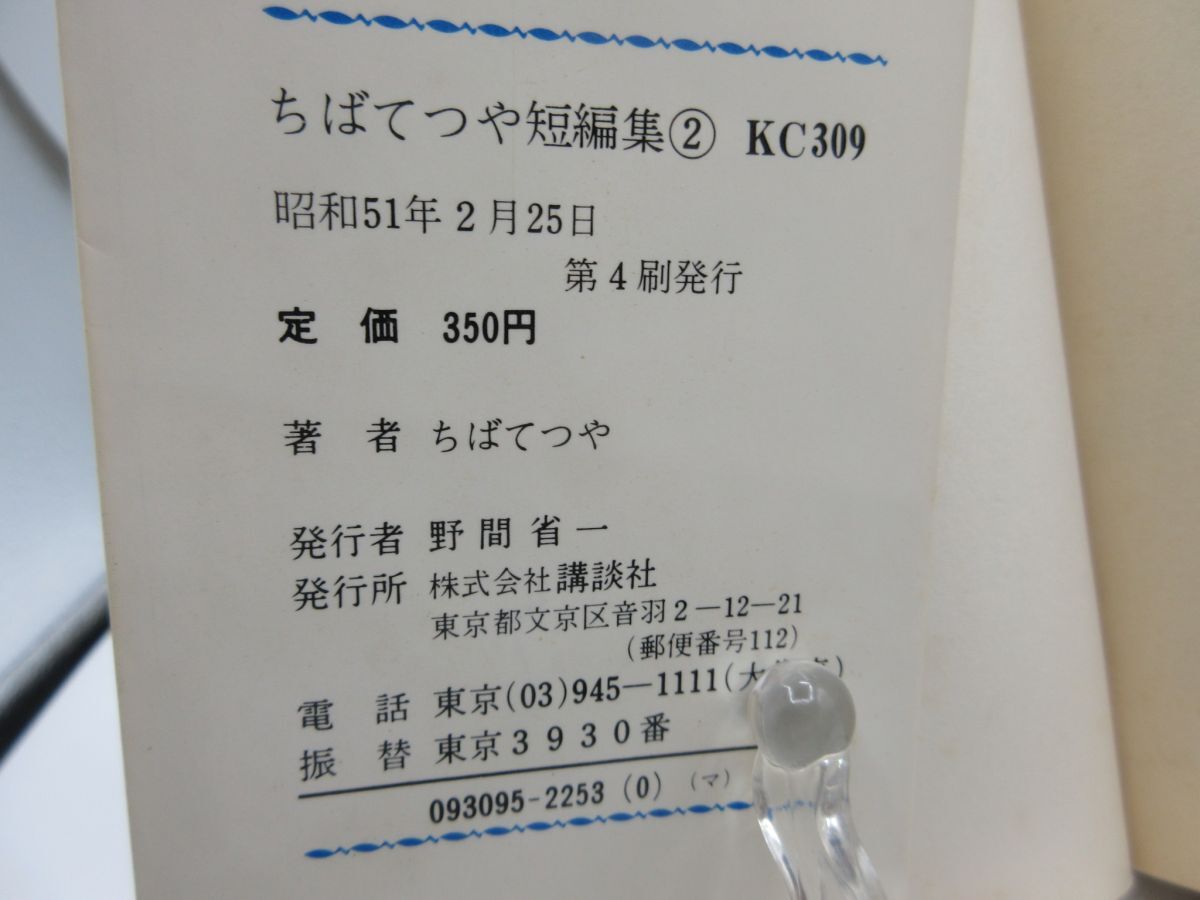 ちばてつや短編集② KC309
昭和51年2月25日
第4刷発行
定 価 350円
著 者 ちばてつや
発行者 野間省一
発行所 株式会社講談社
東京都文京区音羽2―12―21
(郵便番号112)
電 話 東京(03)945―1111(大
振 替 東京3930番
093095-2253 (0) (マ)